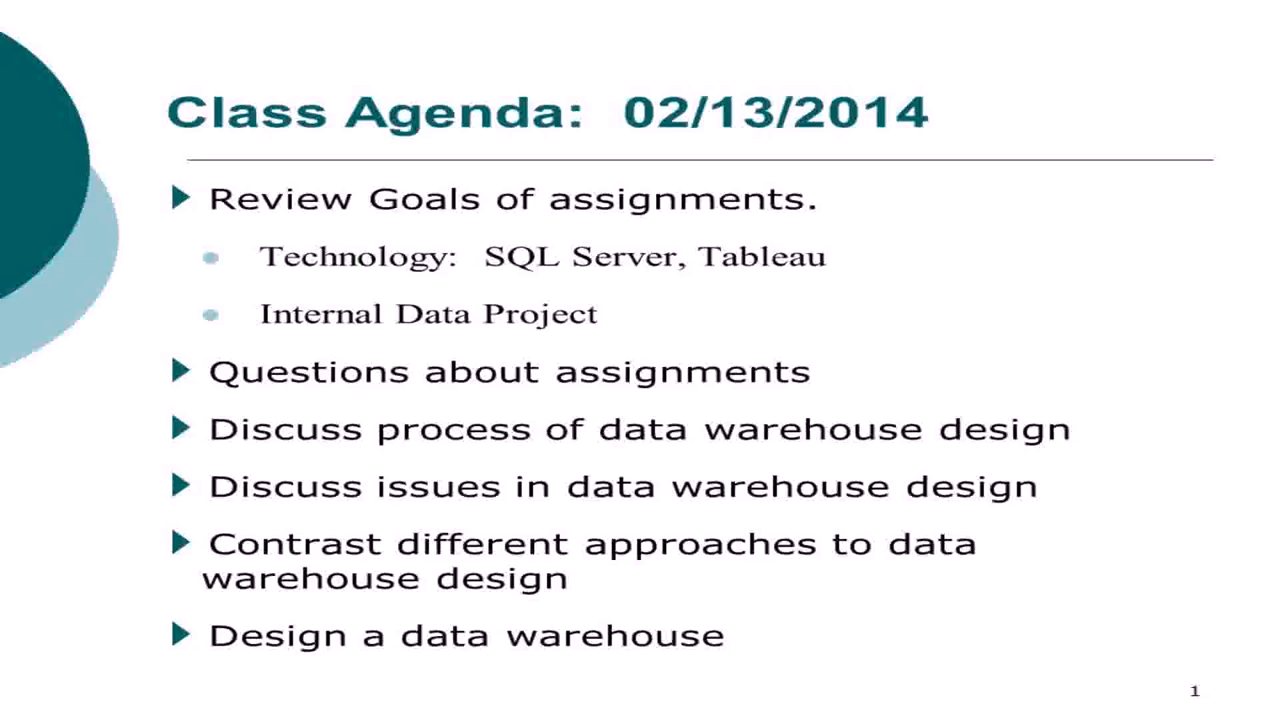 Class Agenda: 02/13/2014
Review Goals of assignments.
Technology: SQL Server, Tableau
Internal Data Project
Questions about assignments
Discuss process of data warehouse design
Discuss issues in data warehouse design
Contrast different approaches to data
warehouse design
Design a data warehouse
1